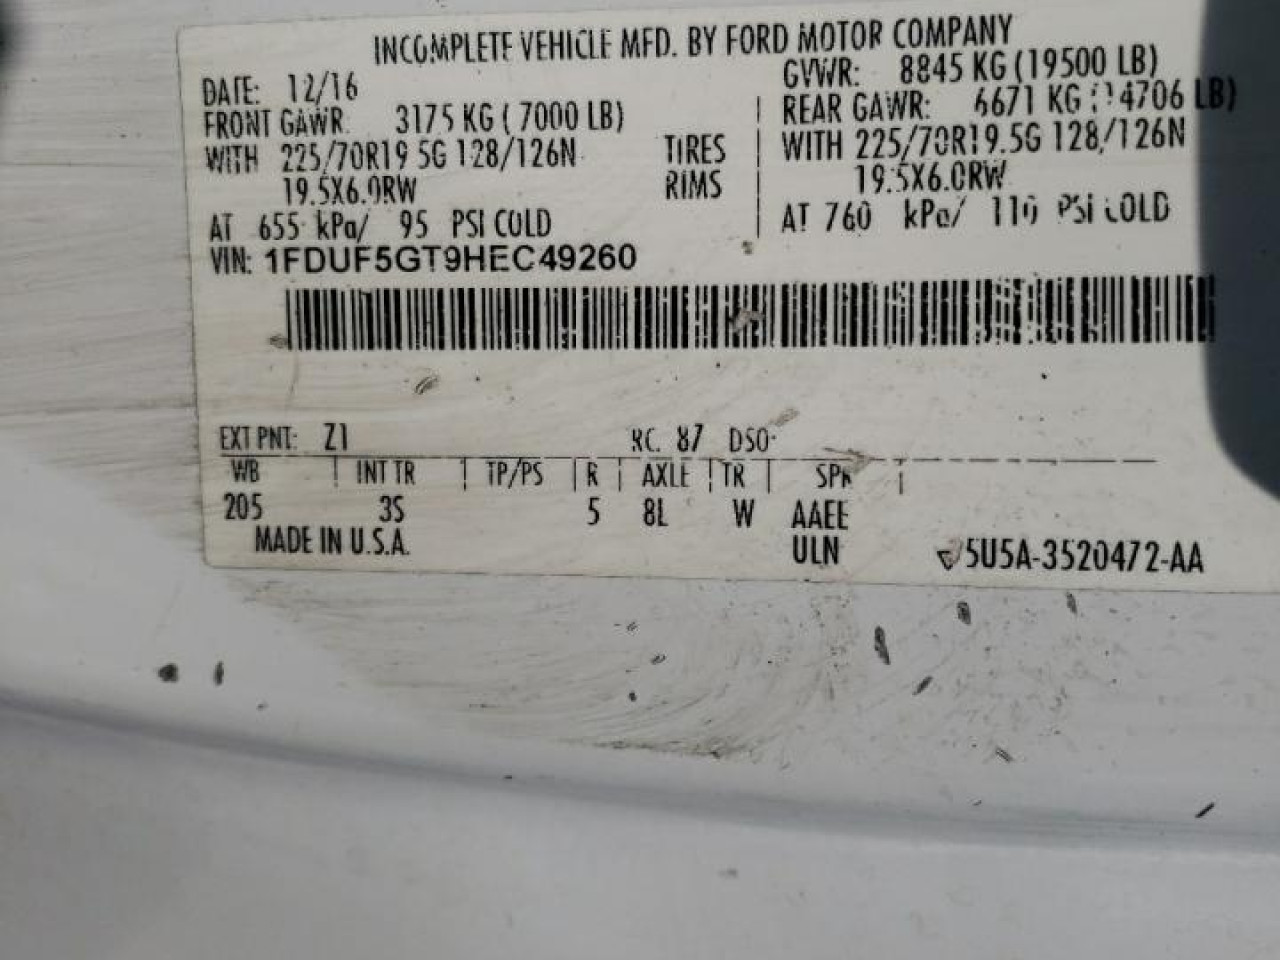 INCOMPLETE VEHICLE MFD. BY FORD MOTOR COMPANY
DATE: 12/16 GVWR: 8845 KG (19500 LB)
FRONT GAWR 3175 KG (7000 LB) REAR GAWR: 6671 KG (14706 LB)
WITH 225/70R19.5G 128/126N TIRES WITH 225/70R19.5G 128/126N
19.5X6.0RW RIMS 19.5X6.0RW
AT 655 kPa/ 95 PSI COLD AT 760 kPa/ 110 PSI COLD
VIN: 1FDUF5GT9HEC49260
EXT PNT: Z1 RC: 87 DSO:
WB INT TR TP/PS R AXLE TR SPR
205 3S 5 8L W AAEE
MADE IN U.S.A. ULN 5U5A-3520472-AA